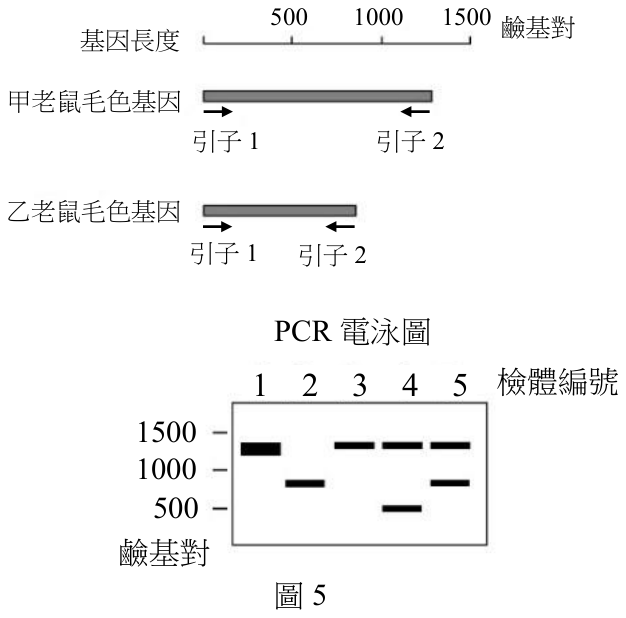 500 1000 1500 鹼基對
基因長度
甲老鼠毛色基因
引子 1 引子 2
乙老鼠毛色基因
引子 1 引子 2
PCR 電泳圖
1 2 3 4 5 檢體編號
1500
1000
500
鹼基對
圖 5